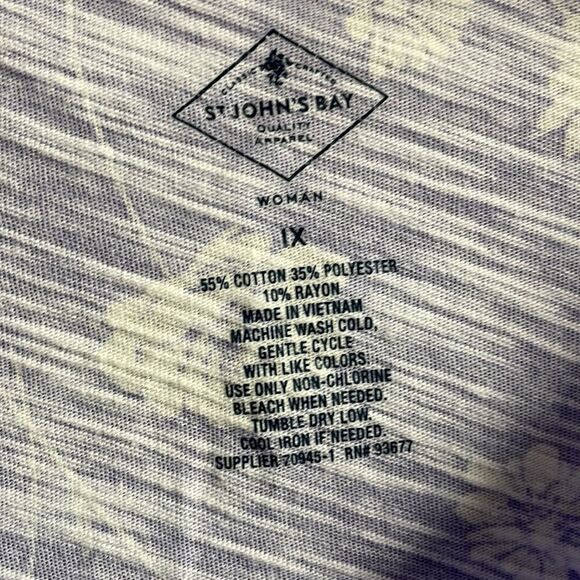 CLASSIC CRAFTED
ST JOHN'S BAY
QUALITY
APPAREL
WOMAN
1X
55% COTTON 35% POLYESTER
10% RAYON
MADE IN VIETNAM
MACHINE WASH COLD,
GENTLE CYCLE
WITH LIKE COLORS.
USE ONLY NON-CHLORINE
BLEACH WHEN NEEDED.
TUMBLE DRY LOW.
COOL IRON IF NEEDED
SUPPLIER 70945-1 RN# 93677